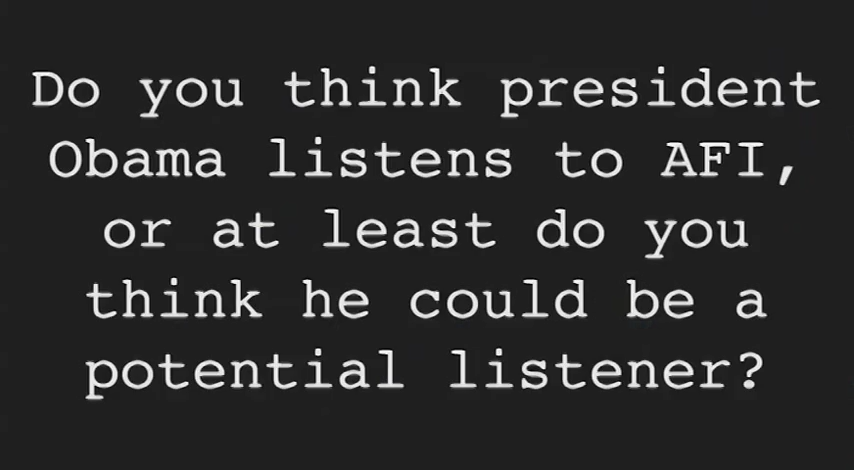 Do you think president
Obama listens to AFI,
or at least do you
think he could be a
potential listener?